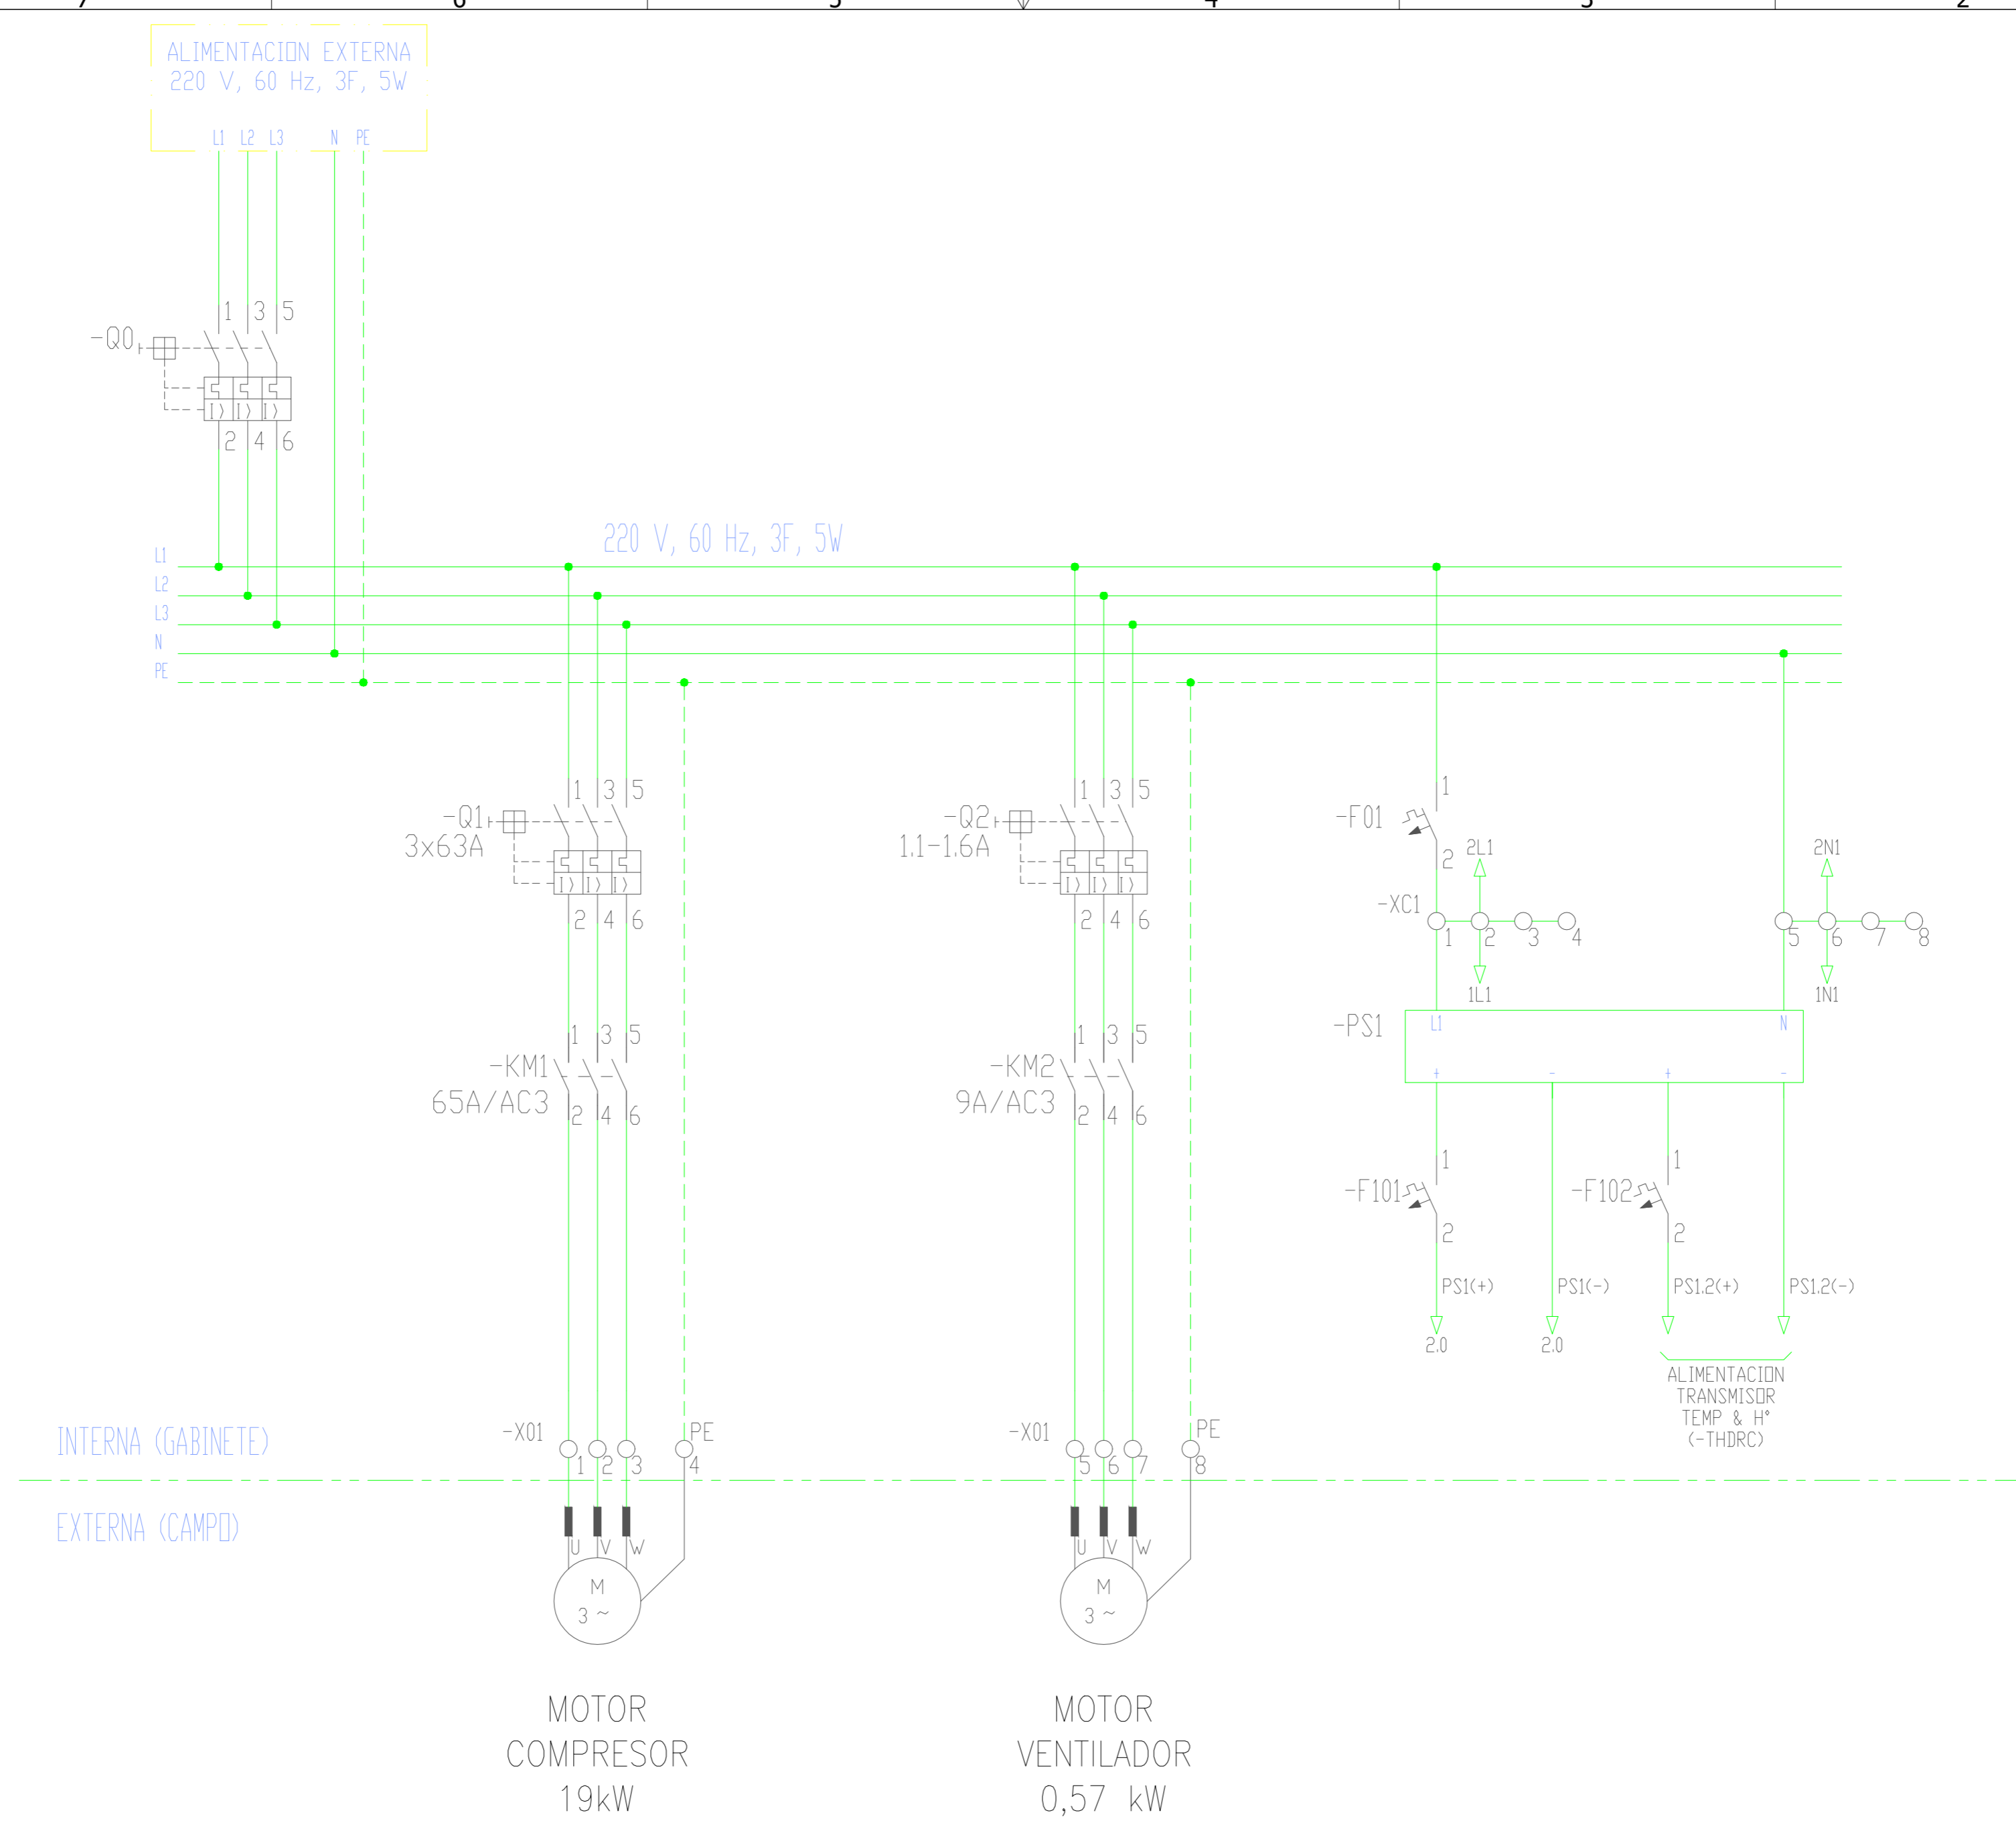 7 6 5 4 3 2
ALIMENTACION EXTERNA
220 V, 60 Hz, 3F, 5W
L1 L2 L3 N PE
-Q0
1 3 5
I> I> I>
2 4 6
220 V, 60 Hz, 3F, 5W
L1
L2
L3
N
PE
-Q1
3x63A
1 3 5
I> I> I>
2 4 6
-Q2
1.1-1.6A
1 3 5
I> I> I>
2 4 6
-F01
1
2
2L1
2N1
-XC1
1 2 3 4
5 6 7 8
1L1
1N1
-KM1
65A/AC3
1 3 5
2 4 6
-KM2
9A/AC3
1 3 5
2 4 6
-PS1
L1 N
+ - + -
-F101
1
2
-F102
1
2
PS1(+) PS1(-) PS1.2(+) PS1.2(-)
2.0 2.0
ALIMENTACION
TRANSMISOR
TEMP & H°
(-THDRC)
INTERNA (GABINETE)
-X01
PE
1 2 3 4
-X01
PE
5 6 7 8
EXTERNA (CAMPO)
U V W
M
3 ~
U V W
M
3 ~
MOTOR
COMPRESOR
19kW
MOTOR
VENTILADOR
0,57 kW